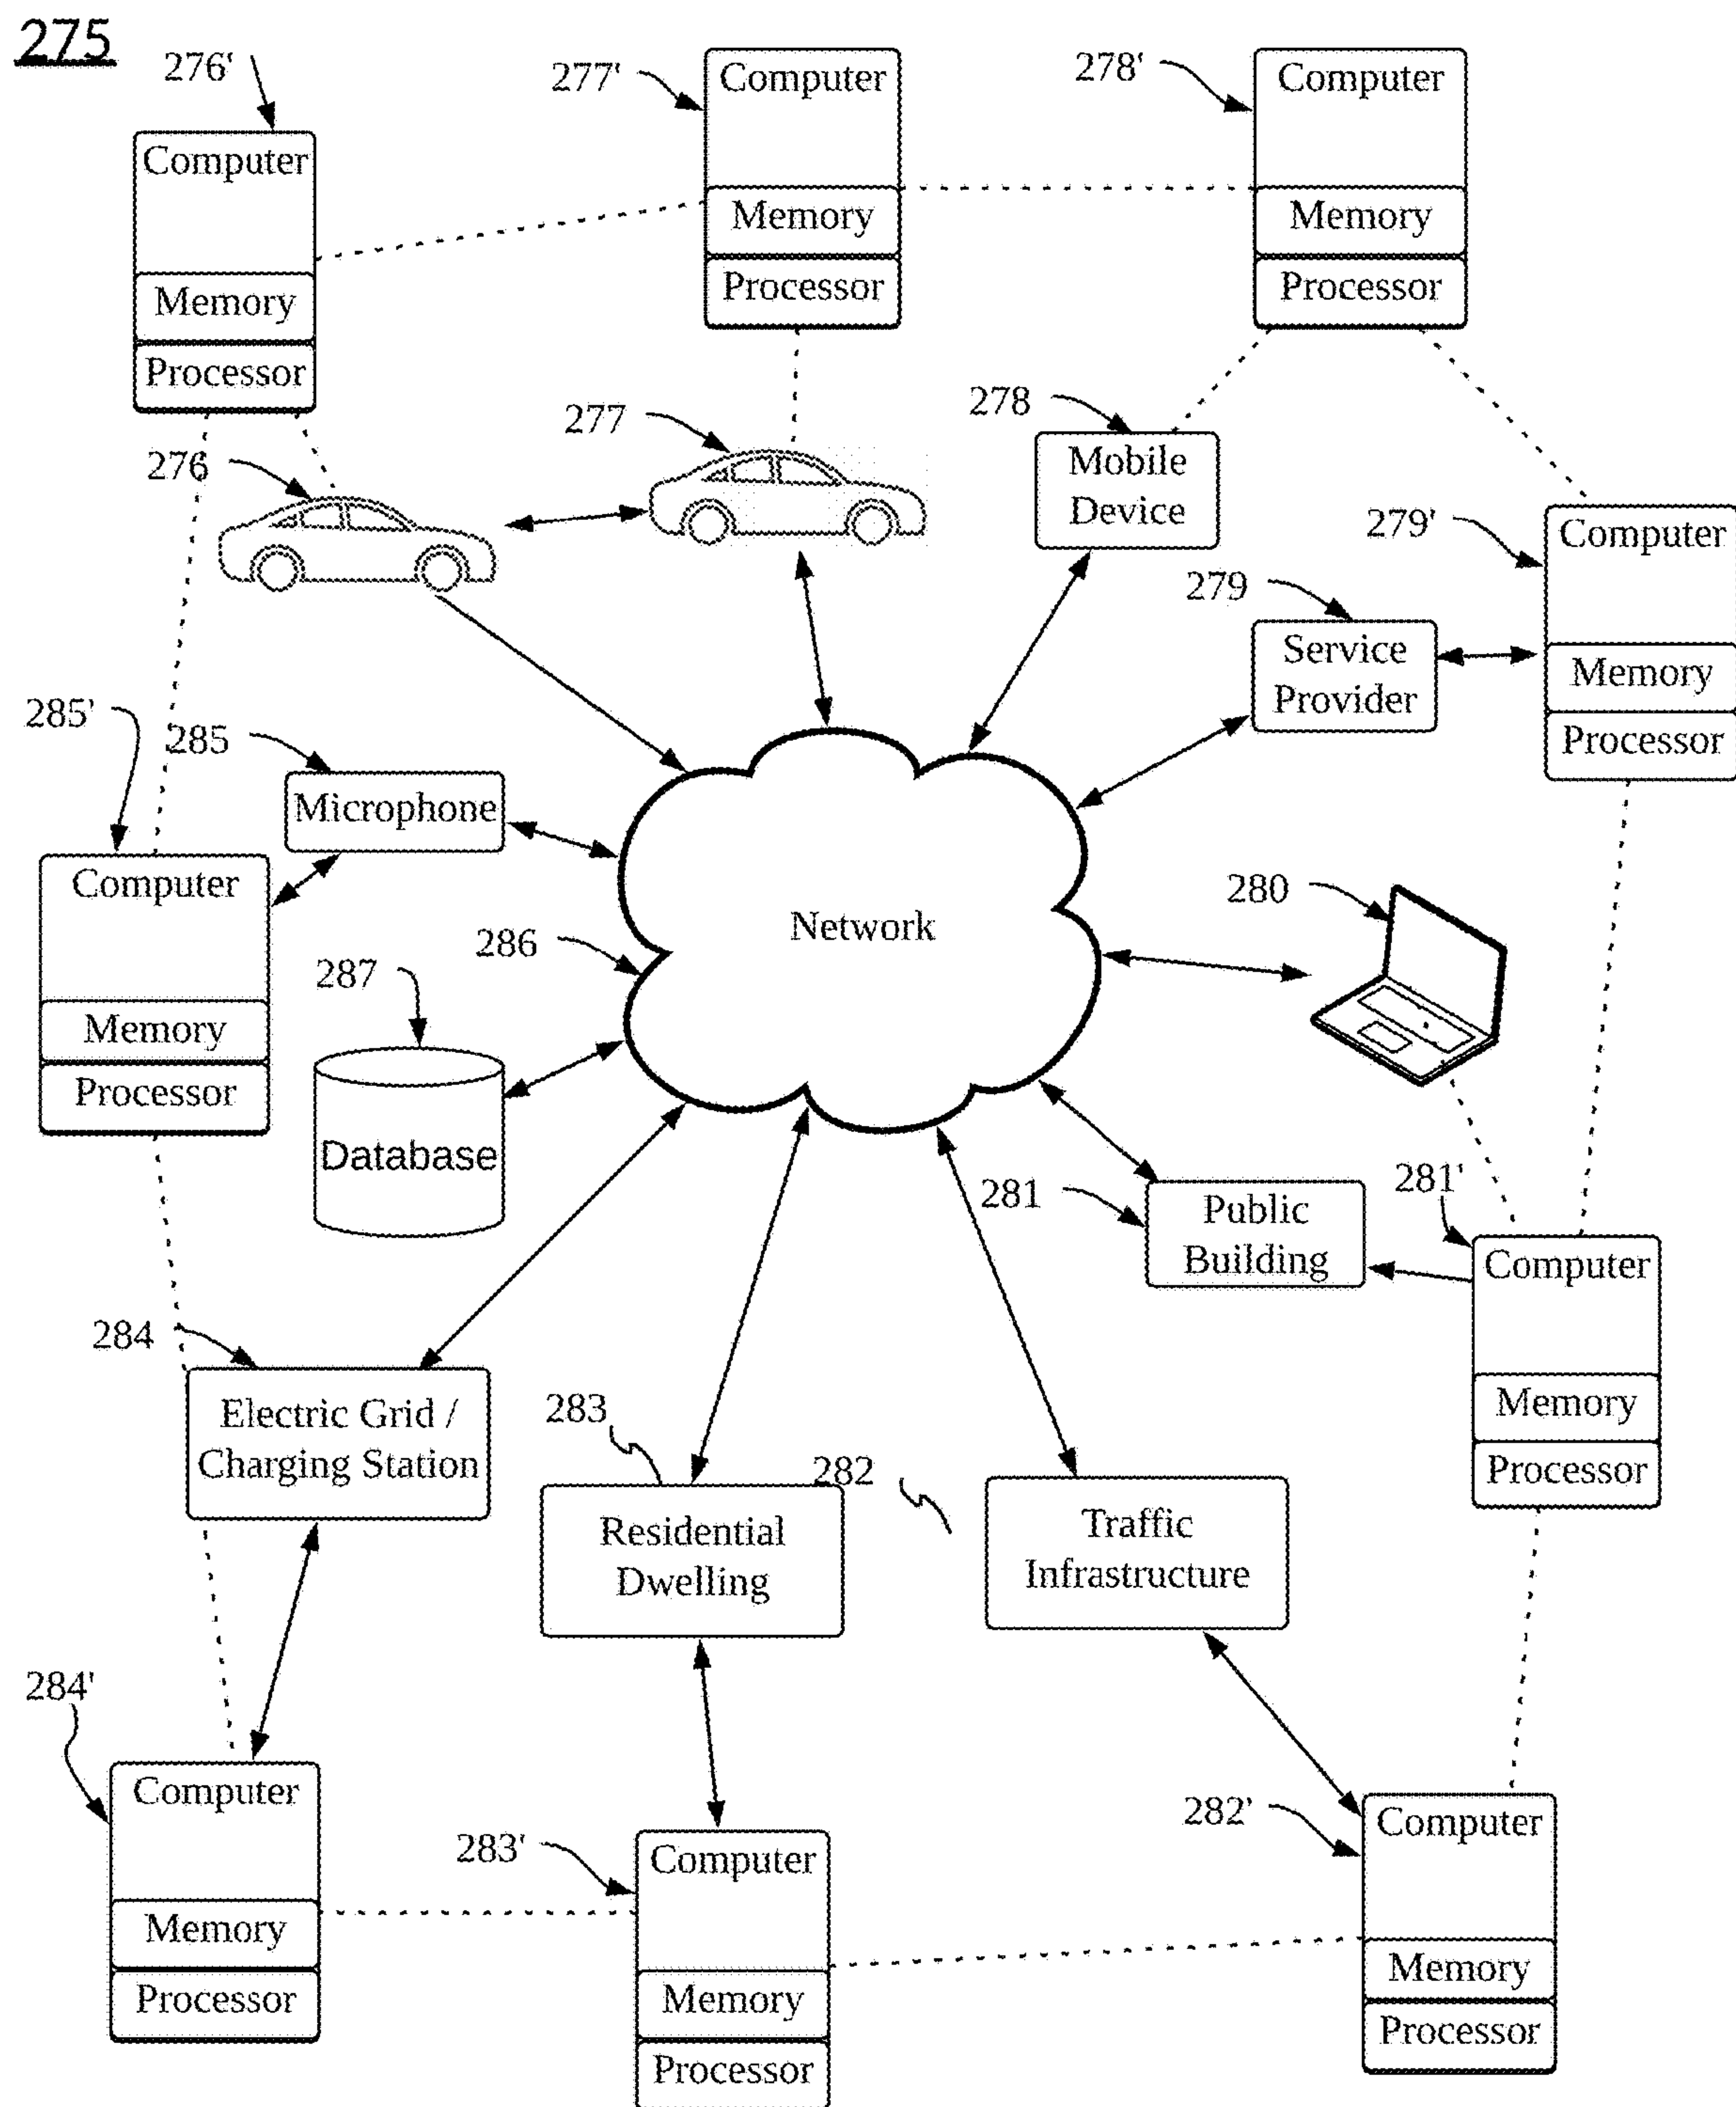 275
276'
Computer
Memory
Processor
277'
Computer
Memory
Processor
278'
Computer
Memory
Processor
276
277
278
Mobile
Device
279'
Computer
Memory
Processor
279
Service
Provider
285'
285
Microphone
Computer
Memory
Processor
Network
286
287
Database
280
281
Public
Building
281'
Computer
Memory
Processor
284
Electric Grid /
Charging Station
283
Residential
Dwelling
282
Traffic
Infrastructure
284'
Computer
Memory
Processor
283'
Computer
Memory
Processor
282'
Computer
Memory
Processor